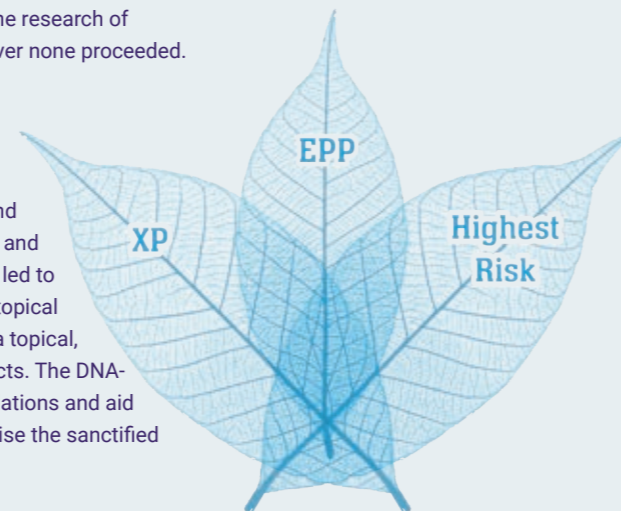 ne research of
ver none proceeded.
nd
and
led to
topical
a topical,
cts. The DNA-
ations and aid
ise the sanctified
EPP
XP
Highest
Risk